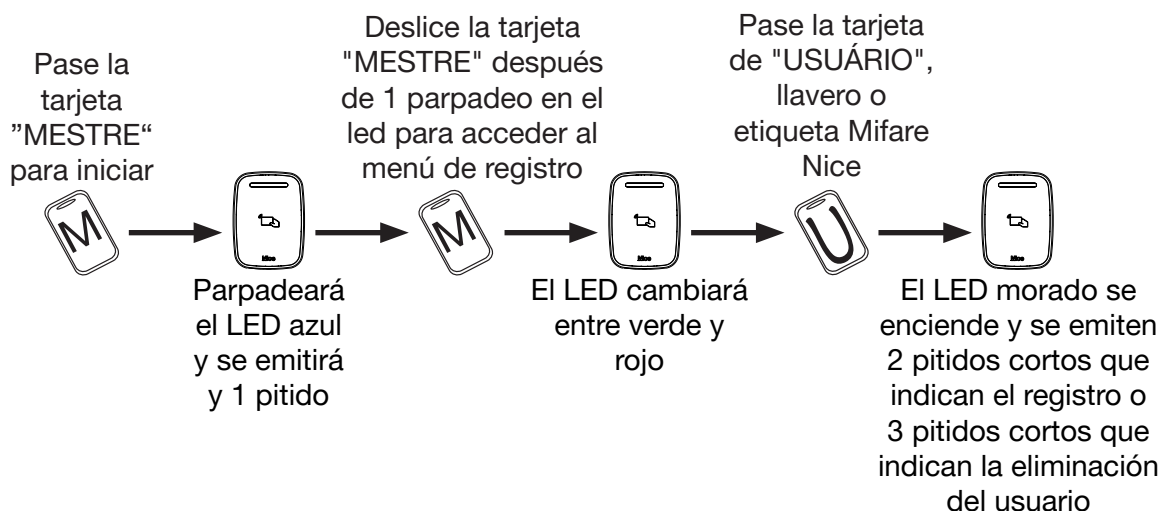 Pase la
tarjeta
”MESTRE“
para iniciar
M
Parpadeará
el LED azul
y se emitirá
y 1 pitido
Deslice la tarjeta
"MESTRE" después
de 1 parpadeo en el
led para acceder al
menú de registro
M
El LED cambiará
entre verde y
rojo
Pase la tarjeta
de "USUÁRIO",
llavero o
etiqueta Mifare
Nice
U
El LED morado se
enciende y se emiten
2 pitidos cortos que
indican el registro o
3 pitidos cortos que
indican la eliminación
del usuario